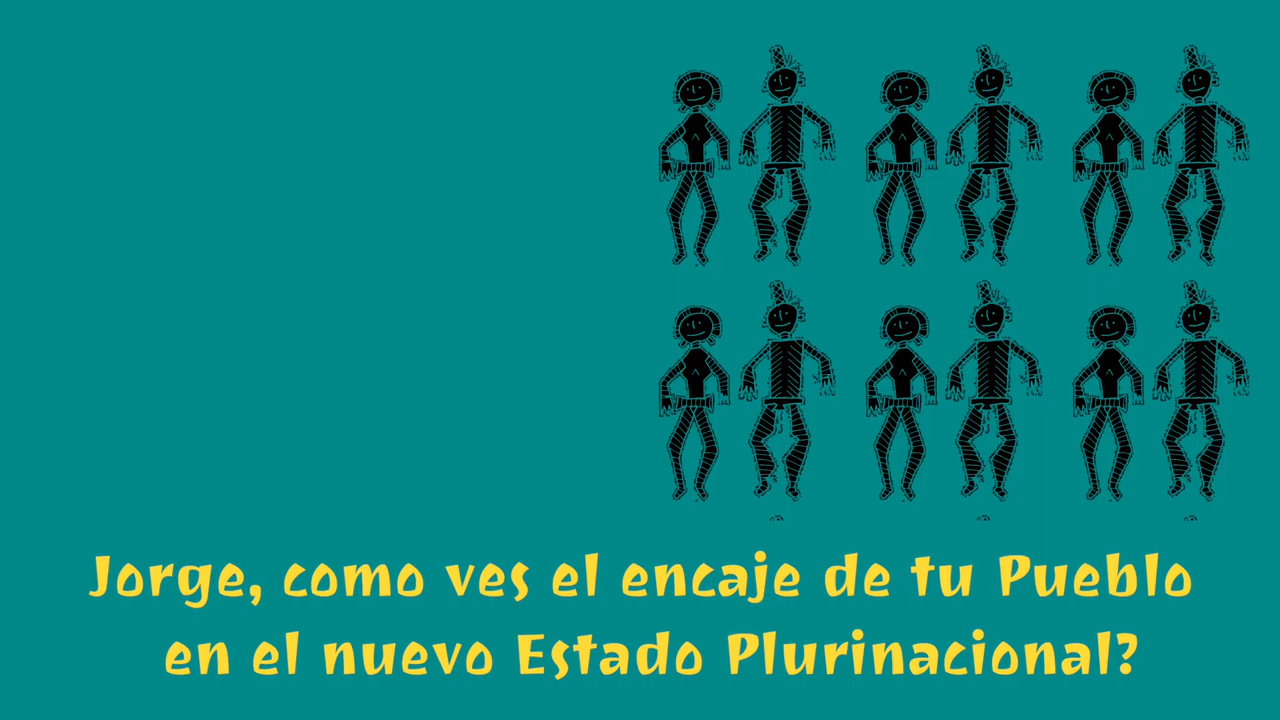 Jorge, como ves el encaje de tu Pueblo
en el nuevo Estado Plurinacional?